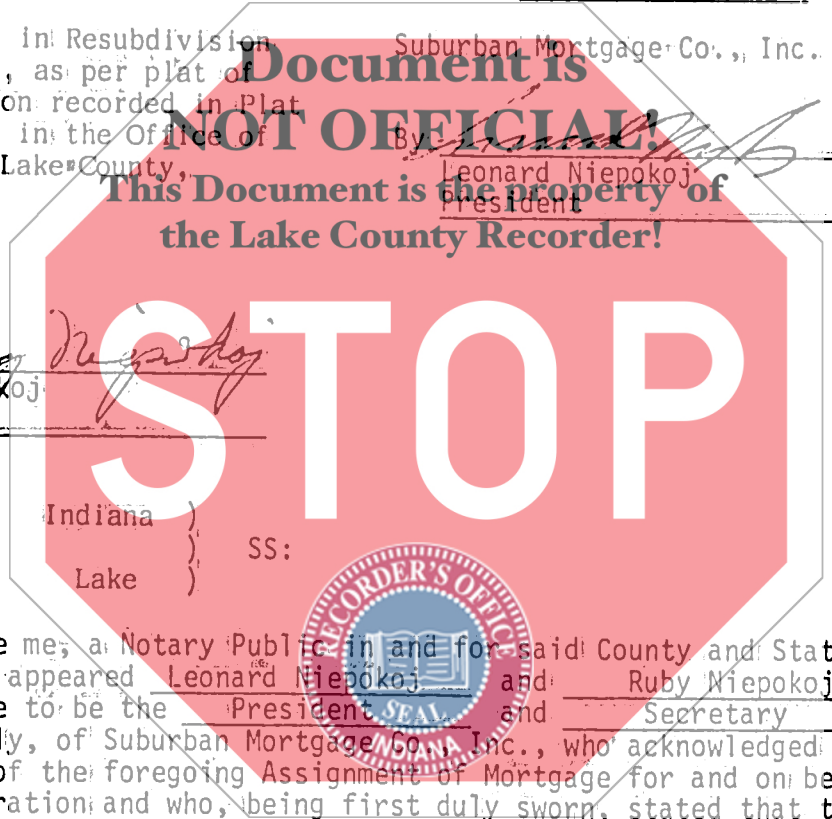 in Resubdivision
Suburban Mortgage Co., Inc.
, as per plat of
Document is
on recorded in Plat
NOT OFFICIAL!
in the Office of
By
Lake County,
Leonard Niepokoj
This Document is the property of
President
the Lake County Recorder!
Niepokoj
koj
STOP
Indiana )
) SS:
Lake )
RECORDER'S OFFICE
SEAL
INDIANA
e me, a Notary Public in and for said County and Stat
appeared Leonard Niepokoj and Ruby Niepokoj
e to be the President and Secretary
ly, of Suburban Mortgage Co., Inc., who acknowledged
of the foregoing Assignment of Mortgage for and on be
ration and who, being first duly sworn, stated that t